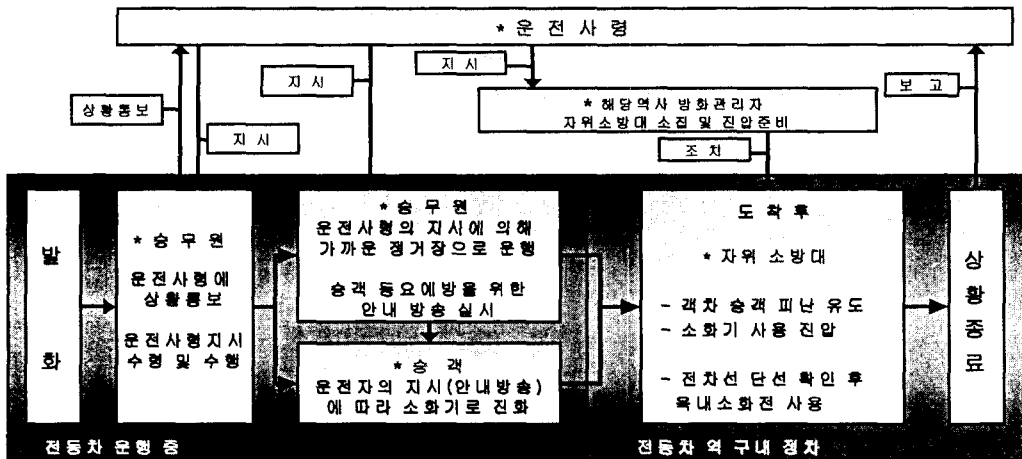 * 운 전 사 령
지 시
지 시
보 고
상황통보
* 해당역사 방화관리자
자위소방대 소집 및 진압준비
지 시
조 치
발
화
* 승 무 원
운전사령에
상황통보
운전사령지시
수령 및 수행
* 승 무 원
운전사령의 지시에 의해
가까운 정거장으로 운행
승객 동요예방을 위한
안내 방송 실시
* 승 객
운전자의 지시(안내방송)
에 따라 소화기로 진화
도 착 후
* 자위 소방대
- 객차 승객 피난 유도
- 소화기 사용 진압
- 전차선 단선 확인 후
옥내소화전 사용
상
황
종
료
전동차 운행 중
전동차 역 구내 정차